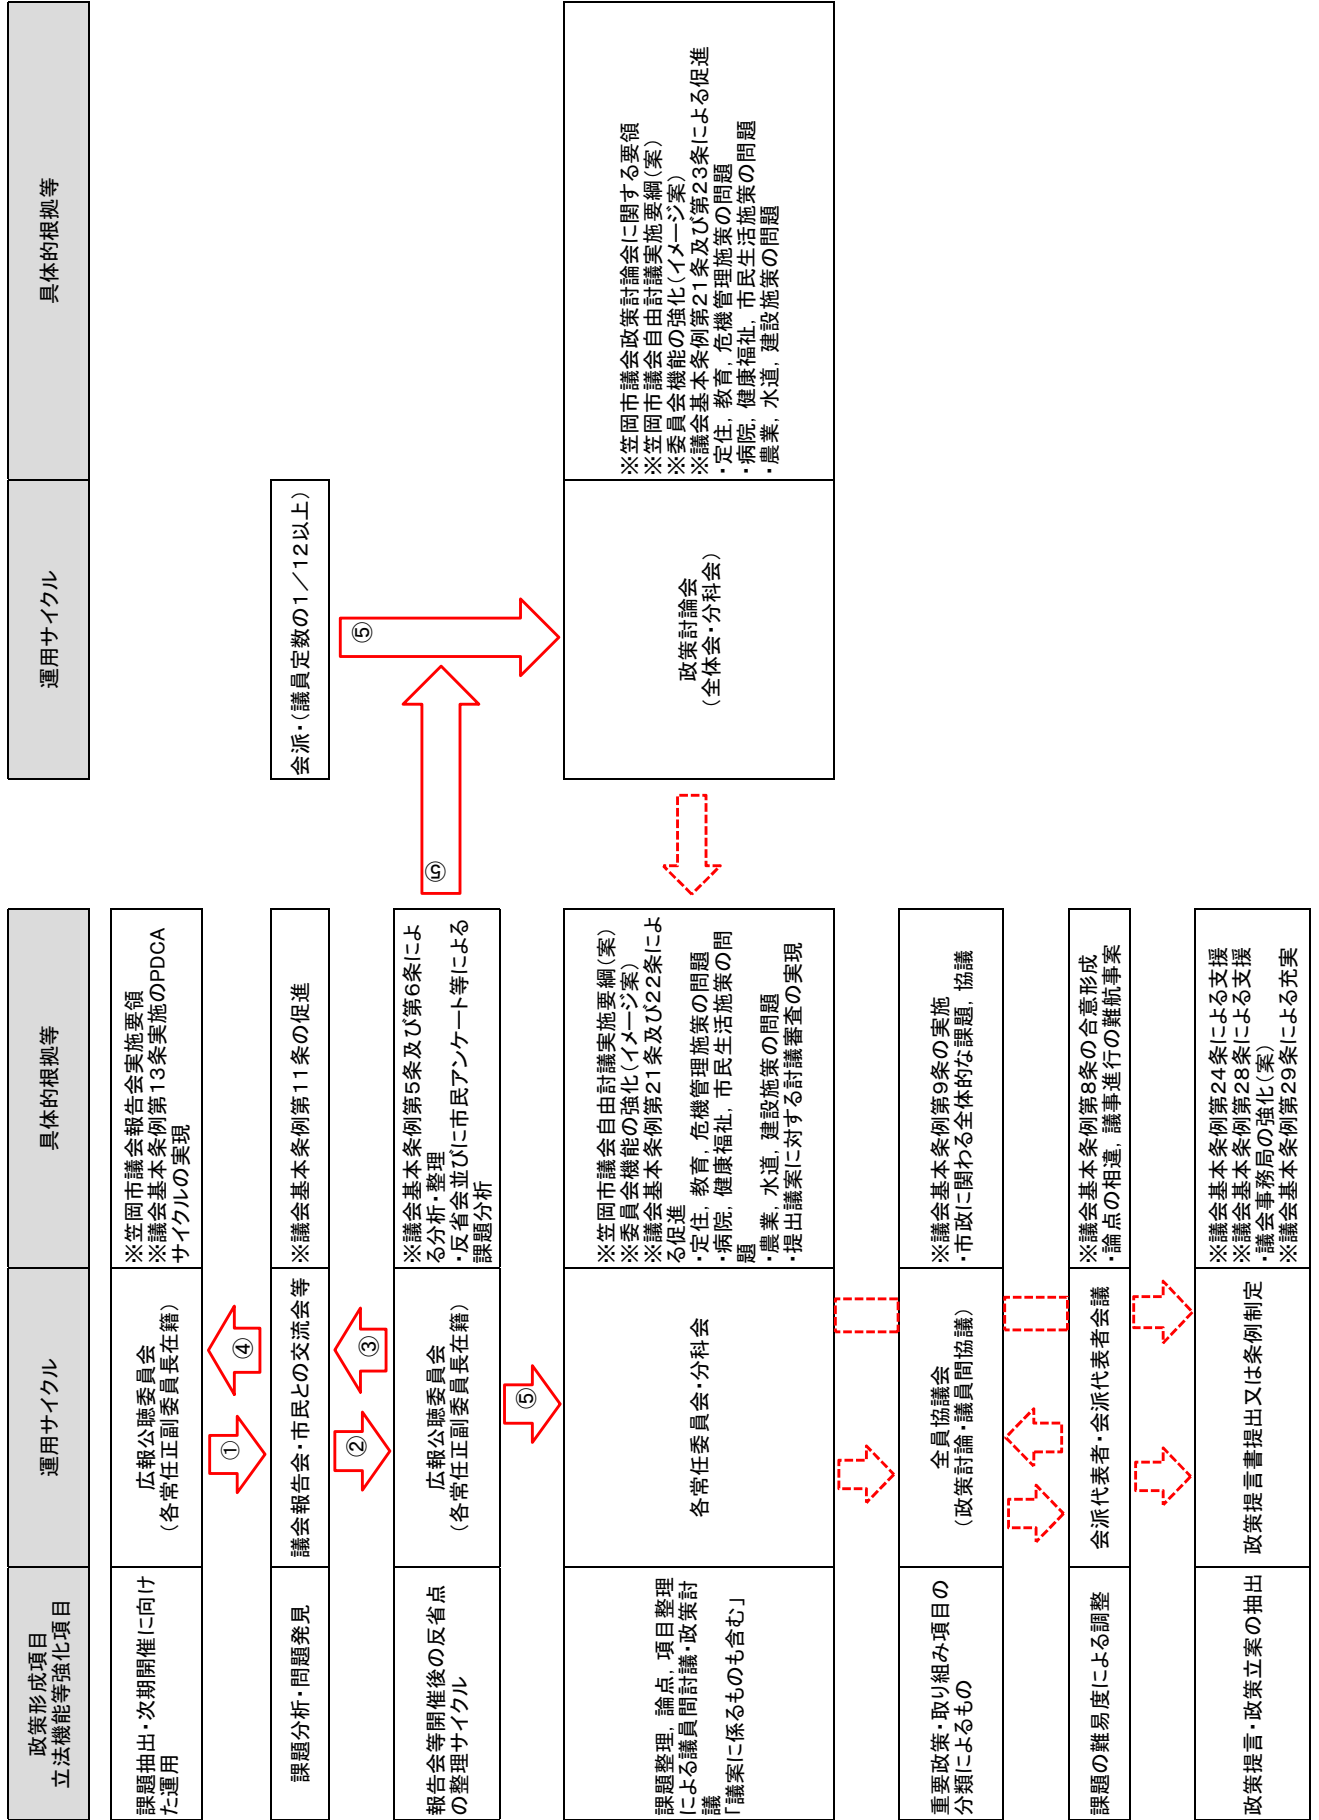 政策形成項目
立法機能等強化項目
運用サイクル
具体的根拠等
運用サイクル
具体的根拠等
課題抽出・次期開催に向け
た運用
広報公聴委員会
(各常任正副委員長在籍)
※笠岡市議会報告会実施要領
※議会基本条例第13条実施のPDCA
サイクルの実現
①
④
課題分析・問題発見
議会報告会・市民との交流会等
※議会基本条例第11条の促進
会派・(議員定数の1/12以上)
②
③
報告会等開催後の反省点
の整理サイクル
広報公聴委員会
(各常任正副委員長在籍)
※議会基本条例第5条及び第6条によ
る分析・整理
・反省会並びに市民アンケート等による
課題分析
⑤
⑤
⑤
課題整理,論点,項目整理
による議員間討議・政策討
議
「議案に係るものも含む」
各常任委員会・分科会
※笠岡市議会自由討議実施要綱(案)
※委員会機能の強化(イメージ案)
※議会基本条例第21条及び22条によ
る促進
・定住,教育,危機管理施策の問題
・病院,健康福祉,市民生活施策の問
題
・農業,水道,建設施策の問題
・提出議案に対する討議審査の実現
政策討論会
(全体会・分科会)
※笠岡市議会政策討論会に関する要領
※笠岡市議会自由討議実施要綱(案)
※委員会機能の強化(イメージ案)
※議会基本条例第21条及び第23条による促進
・定住,教育,危機管理施策の問題
・病院,健康福祉,市民生活施策の問題
・農業,水道,建設施策の問題
重要政策・取り組み項目の
分類によるもの
全員協議会
(政策討論・議員間協議)
※議会基本条例第9条の実施
・市政に関わる全体的な課題,協議
課題の難易度による調整
会派代表者・会派代表者会議
※議会基本条例第8条の合意形成
・論点の相違,議事進行の難航事案
政策提言・政策立案の抽出
政策提言書提出又は条例制定
※議会基本条例第24条による支援
※議会基本条例第28条による支援
・議会事務局の強化(案)
※議会基本条例第29条による充実